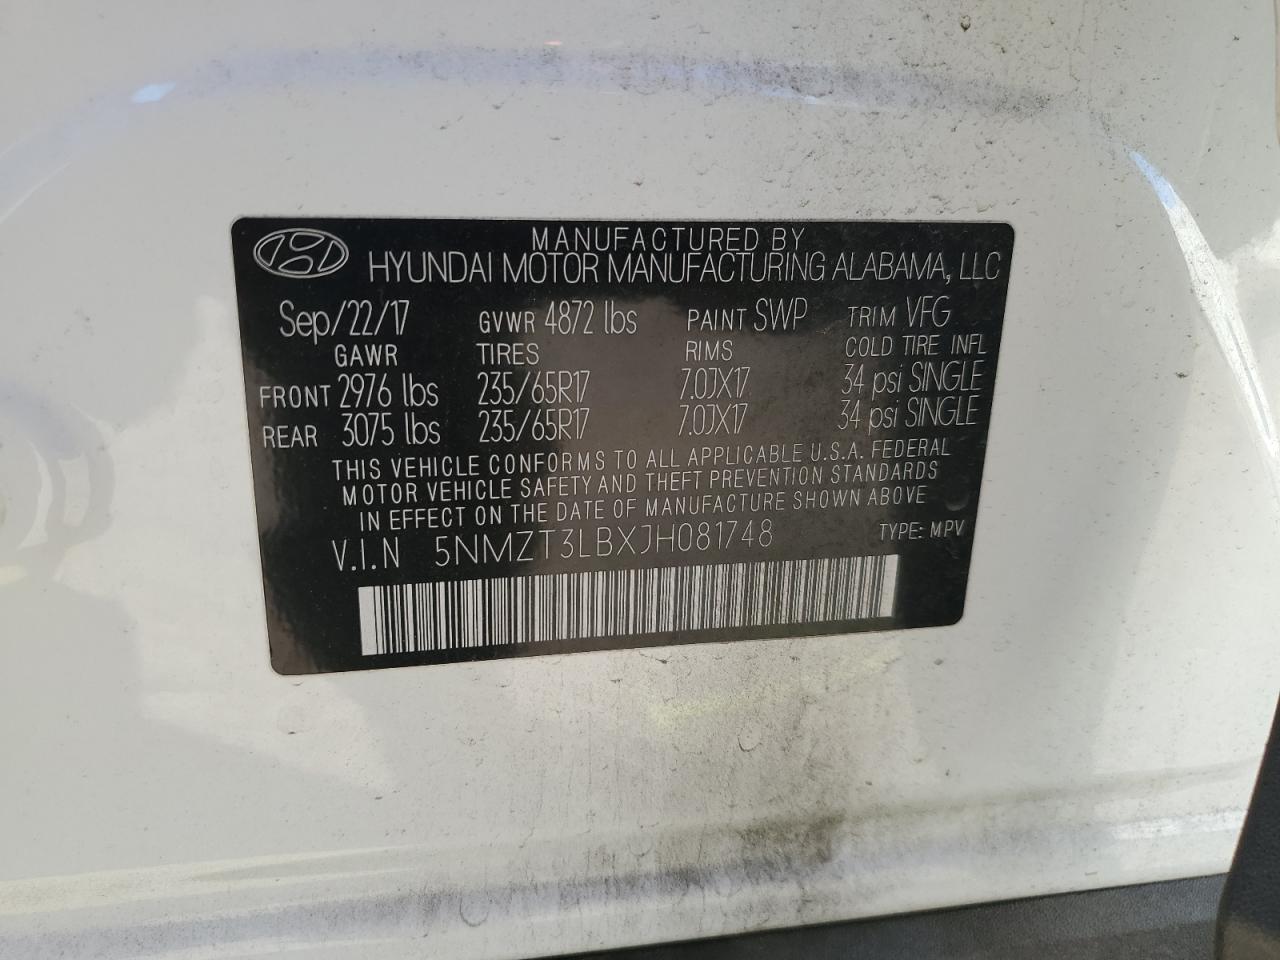 MANUFACTURED BY
HYUNDAI MOTOR MANUFACTURING ALABAMA, LLC
Sep/22/17 GVWR 4872 lbs PAINT SWP TRIM VFG
GAWR TIRES RIMS COLD TIRE INFL
FRONT 2976 lbs 235/65R17 7.0JX17 34 psi SINGLE
REAR 3075 lbs 235/65R17 7.0JX17 34 psi SINGLE
THIS VEHICLE CONFORMS TO ALL APPLICABLE U.S.A. FEDERAL
MOTOR VEHICLE SAFETY AND THEFT PREVENTION STANDARDS
IN EFFECT ON THE DATE OF MANUFACTURE SHOWN ABOVE
V.I.N 5NMZT3LBXJH081748 TYPE: MPV